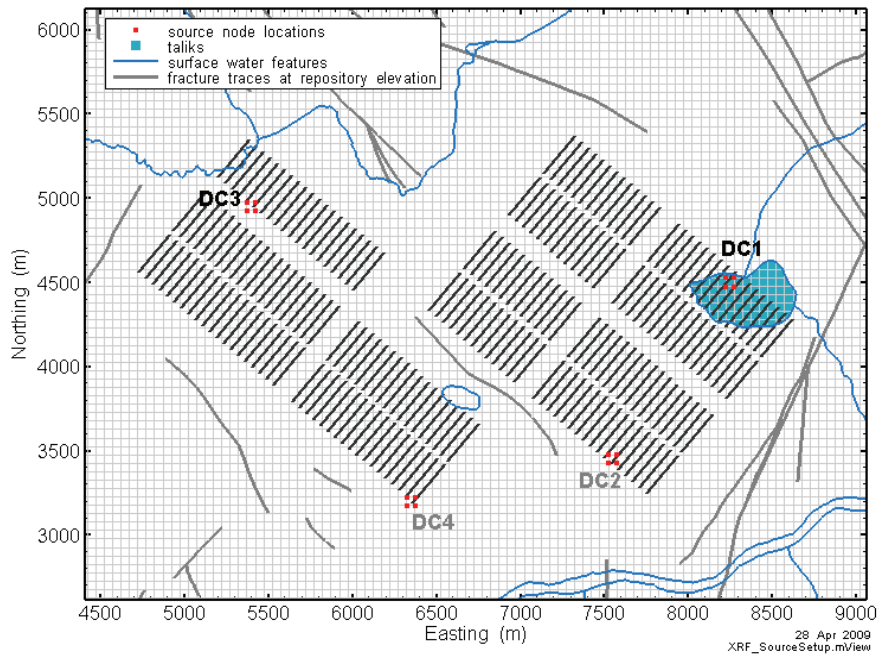 source node locations
taliks
surface water features
fracture traces at repository elevation
6000
5500
5000
4500
4000
3500
3000
Northing (m)
DC3
DC1
DC2
DC4
4500 5000 5500 6000 6500 7000 7500 8000 8500 9000
Easting (m)
28 Apr 2009
XRF_SourceSetup.mView